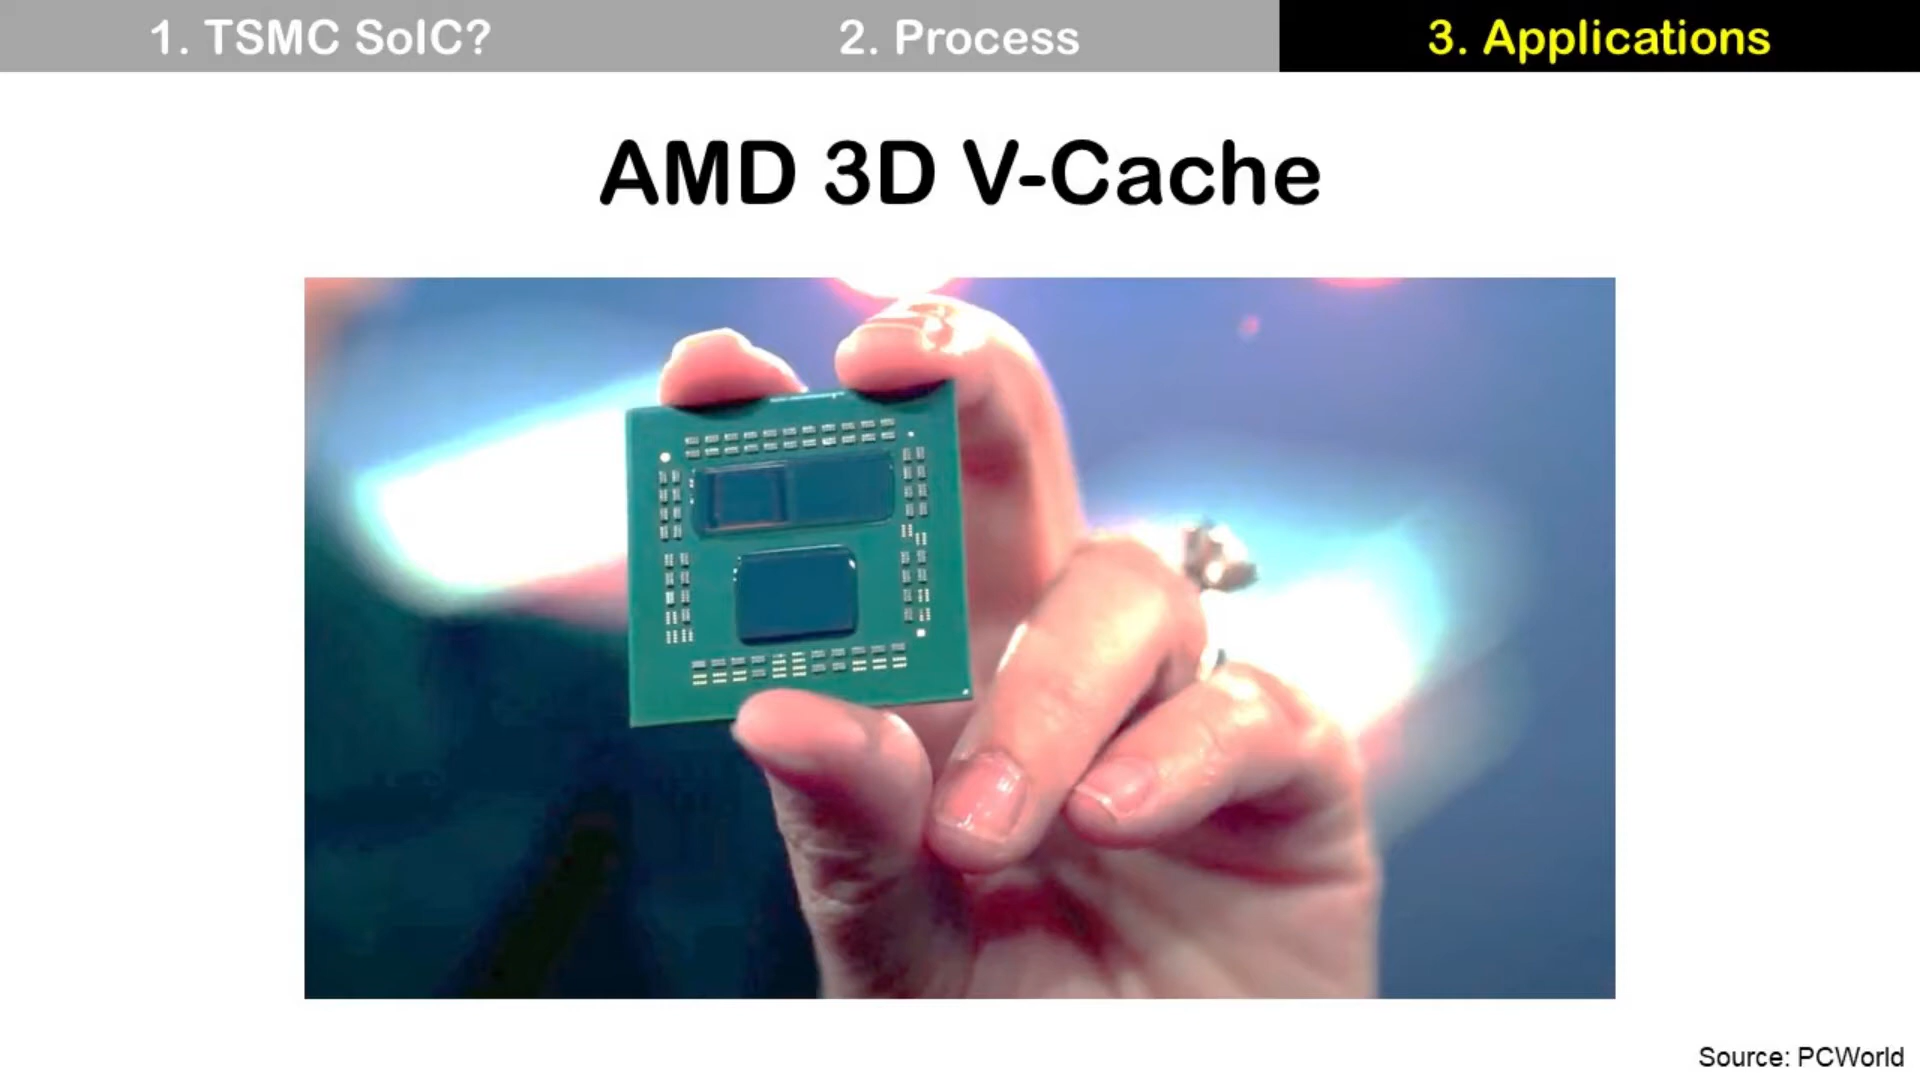 1. TSMC SoIC?
2. Process
3. Applications
AMD 3D V-Cache
Source: PCWorld